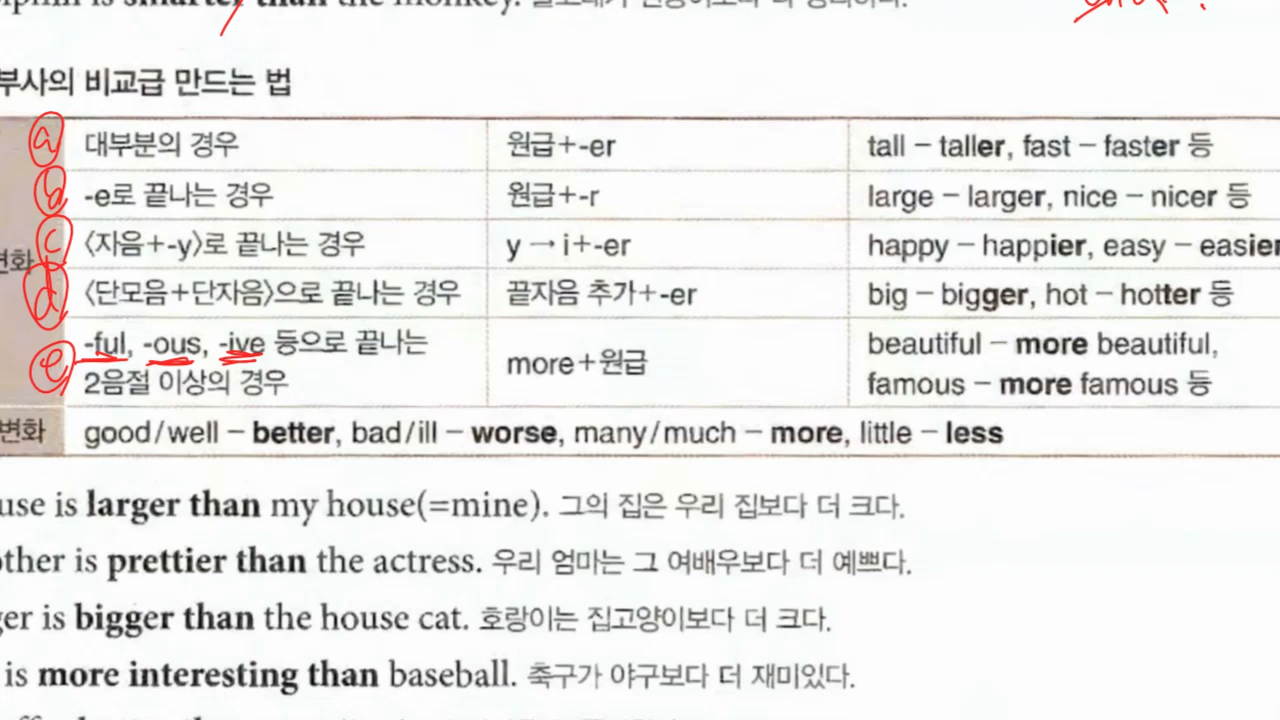 smarter than the monkey.
부사의 비교급 만드는 법
ⓐ 대부분의 경우 원급+-er tall – taller, fast – faster 등
ⓑ -e로 끝나는 경우 원급+-r large – larger, nice – nicer 등
변화 ⓒ 〈자음+-y〉로 끝나는 경우 y → i+-er happy – happier, easy – easier
ⓓ 〈단모음+단자음〉으로 끝나는 경우 끝자음 추가+-er big – bigger, hot – hotter 등
ⓔ -ful, -ous, -ive 등으로 끝나는 2음절 이상의 경우 more+원급 beautiful – more beautiful, famous – more famous 등
변화 good/well – better, bad/ill – worse, many/much – more, little – less
use is larger than my house(=mine). 그의 집은 우리 집보다 더 크다.
other is prettier than the actress. 우리 엄마는 그 여배우보다 더 예쁘다.
ger is bigger than the house cat. 호랑이는 집고양이보다 더 크다.
is more interesting than baseball. 축구가 야구보다 더 재미있다.